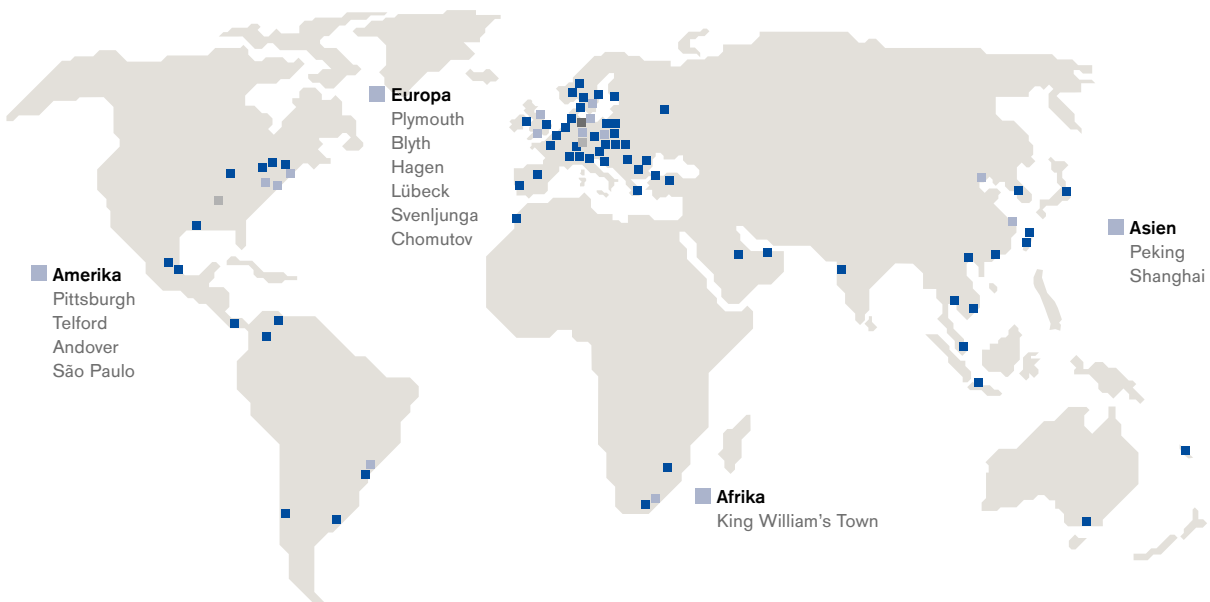 Europa
Plymouth
Blyth
Hagen
Lübeck
Svenljunga
Chomutov
Amerika
Pittsburgh
Telford
Andover
São Paulo
Asien
Peking
Shanghai
Afrika
King William’s Town